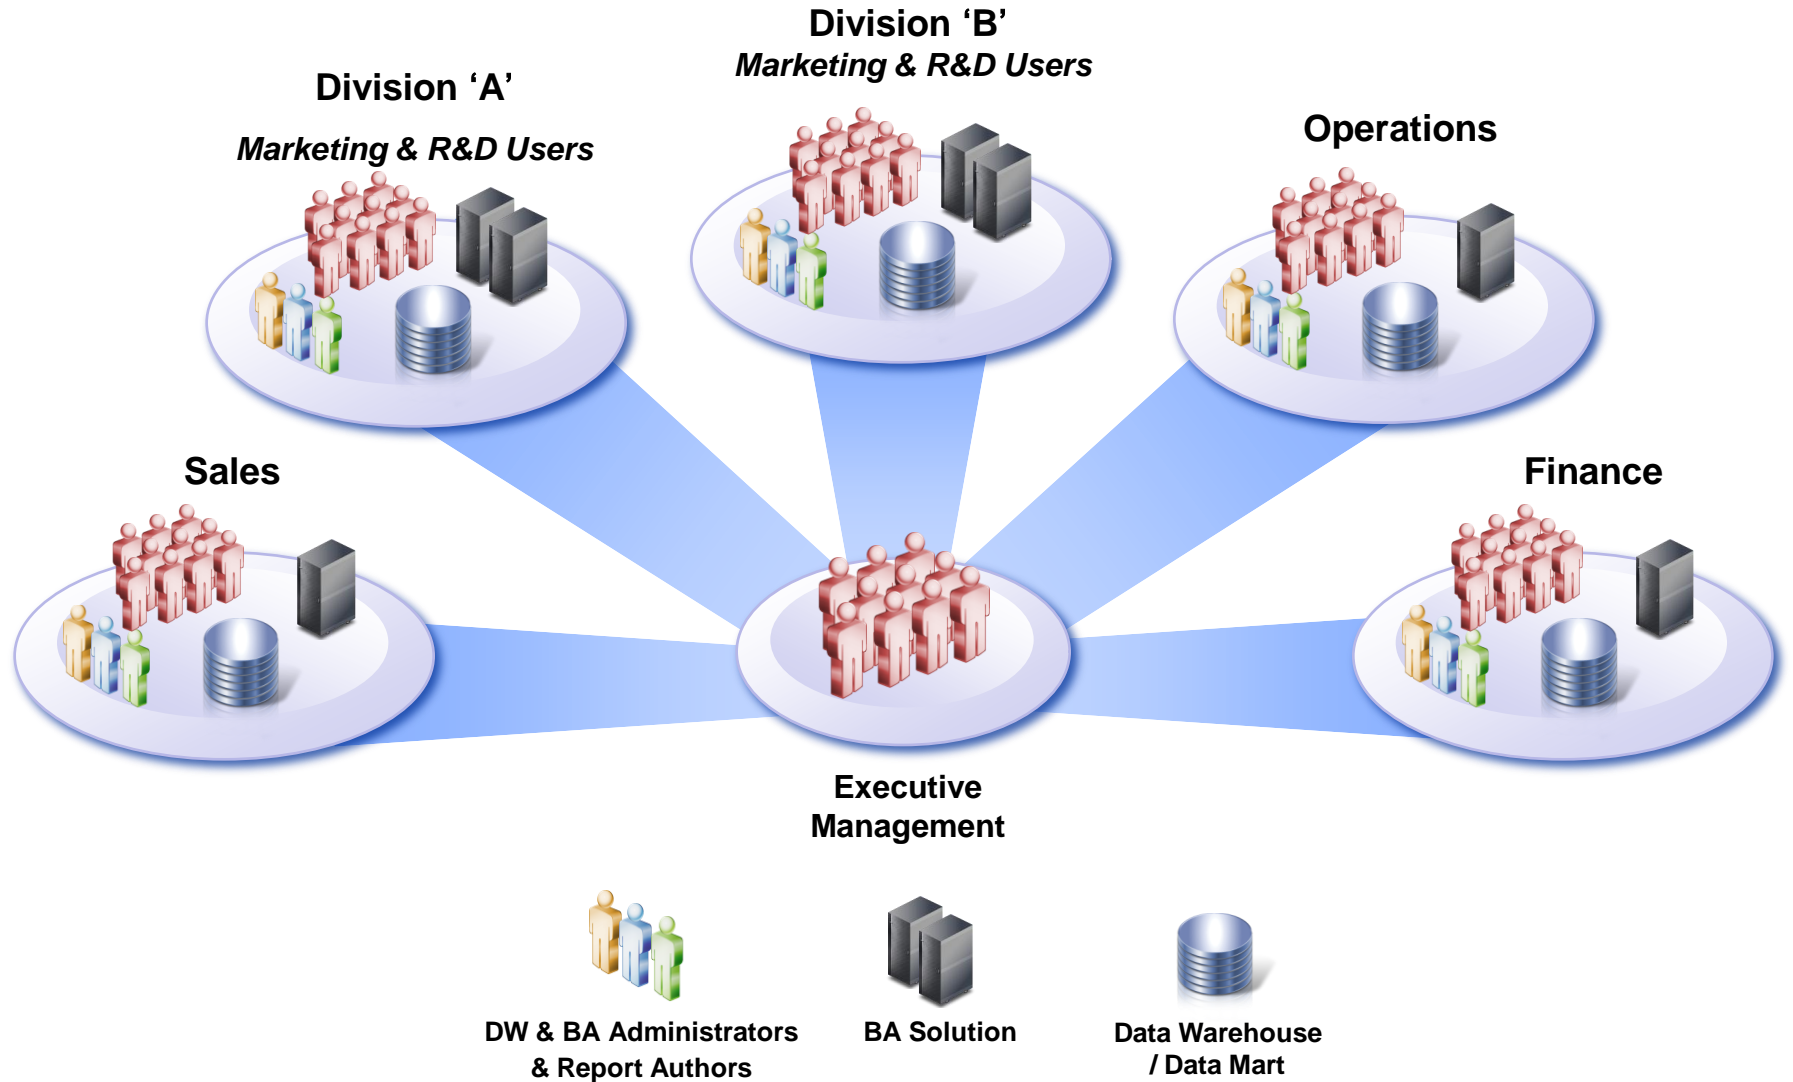 Division ‘B’
Marketing & R&D Users
Division ‘A’
Marketing & R&D Users
Operations
Sales
Finance
Executive
Management
DW & BA Administrators
& Report Authors
BA Solution
Data Warehouse
/ Data Mart